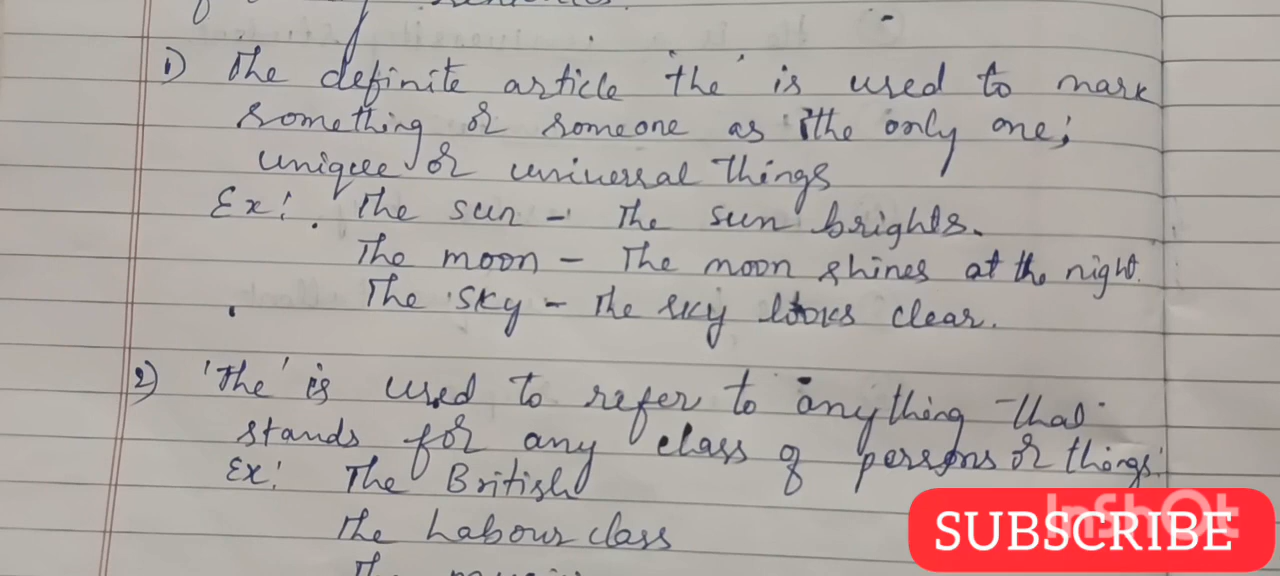 sentences.
1) The definite article 'the' is used to mark
something or someone as the only one;
unique or universal things
Ex: The sun - The sun brights.
The moon - The moon shines at the night.
The sky - The sky looks clear.
2) 'The' is used to refer to anything that
stands for any class of persons or things.
Ex: The British
The Labour class
The
InShOt
SUBSCRIBE